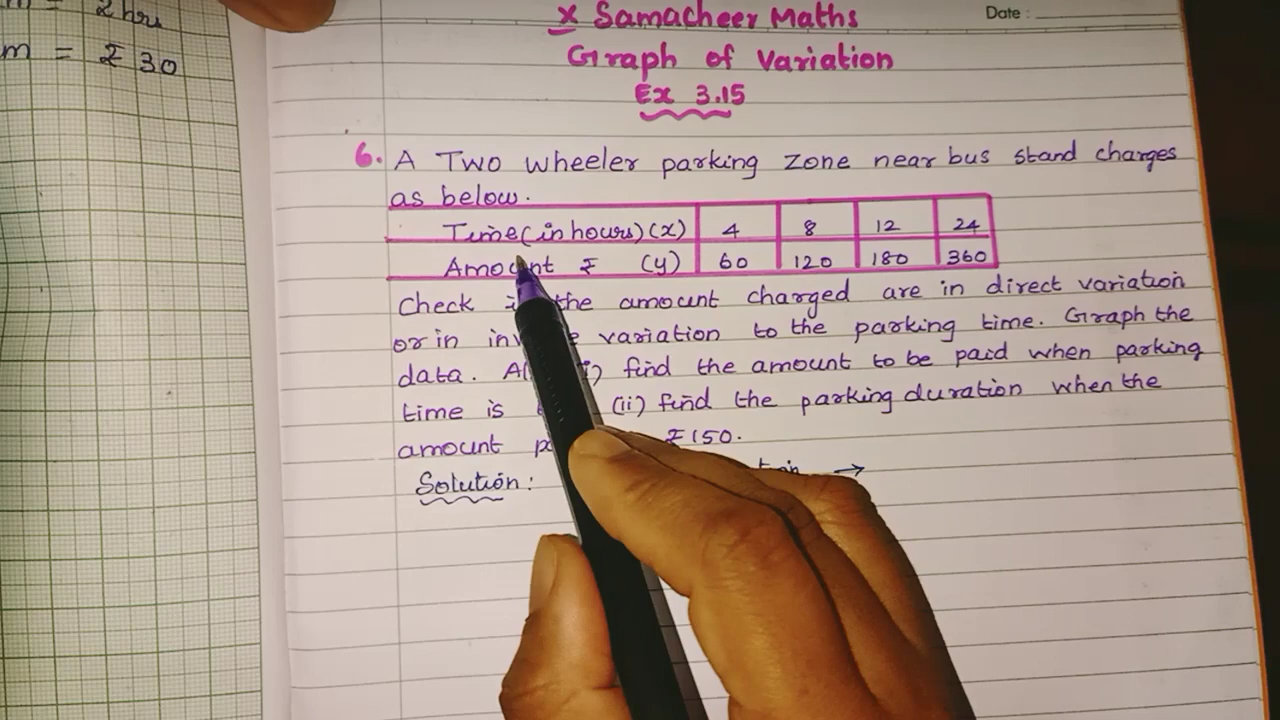 2 hrs
m = ₹ 30
X Samacheer Maths
Date :
Graph of Variation
Ex 3.15
6. A Two wheeler parking zone near bus stand charges
as below.
Time (in hours) (x) 4 8 12 24
Amount ₹ (y) 60 120 180 360
Check the amount charged are in direct variation
or in variation to the parking time. Graph the
data. find the amount to be paid when parking
time is (ii) find the parking duration when the
amount ₹150.
Solution: →